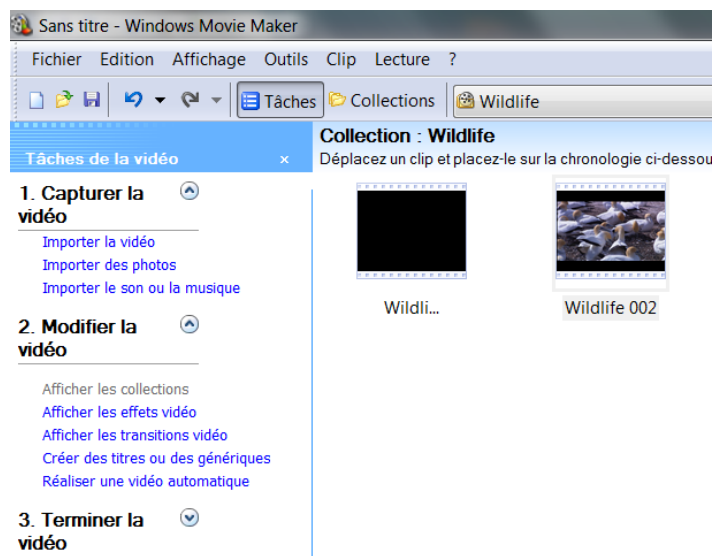 Sans titre - Windows Movie Maker
Fichier Edition Affichage Outils Clip Lecture ?
Tâches Collections Wildlife
Tâches de la vidéo
Collection : Wildlife
Déplacez un clip et placez-le sur la chronologie ci-dessou
1. Capturer la
vidéo
Importer la vidéo
Importer des photos
Importer le son ou la musique
Wildli...
Wildlife 002
2. Modifier la
vidéo
Afficher les collections
Afficher les effets vidéo
Afficher les transitions vidéo
Créer des titres ou des génériques
Réaliser une vidéo automatique
3. Terminer la
vidéo